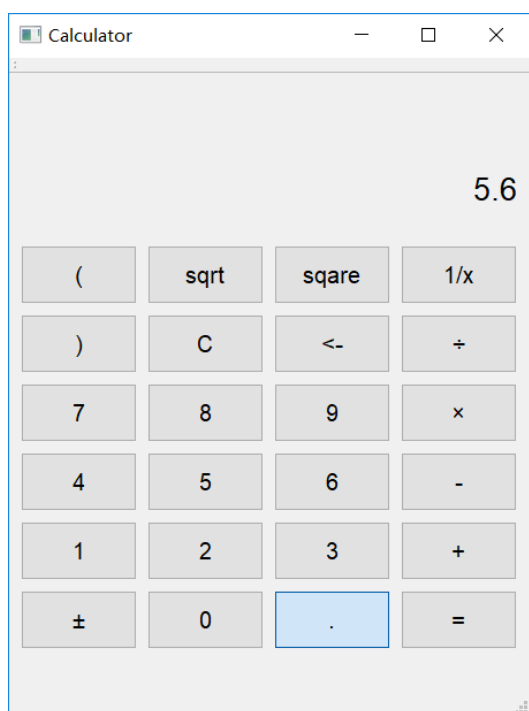 Calculator
5.6
( sqrt sqare 1/x
) C <- ÷
7 8 9 ×
4 5 6 -
1 2 3 +
± 0 . =